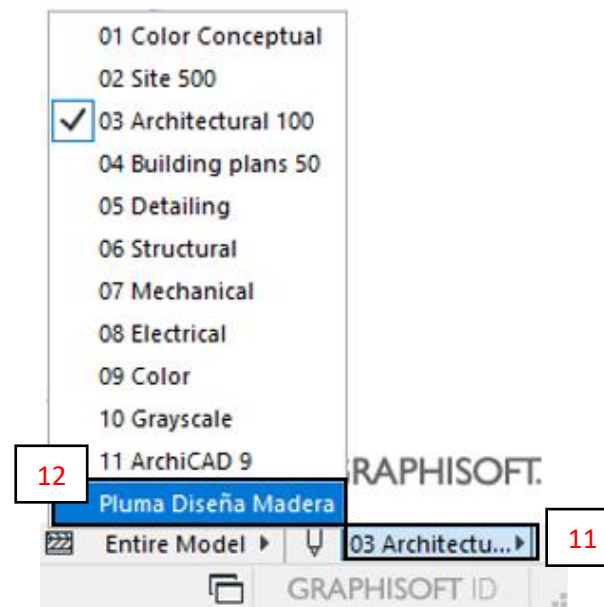 01 Color Conceptual
02 Site 500
03 Architectural 100
04 Building plans 50
05 Detailing
06 Structural
07 Mechanical
08 Electrical
09 Color
10 Grayscale
11 ArchiCAD 9
12
RAPHISOFT.
Pluma Diseña Madera
Entire Model
03 Architectu...
11
GRAPHISOFT ID